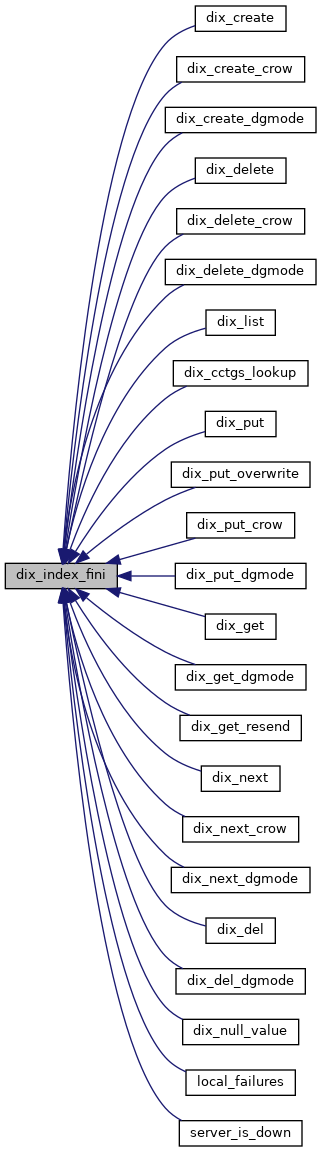 dix_create
dix_create_crow
dix_create_dgmode
dix_delete
dix_delete_crow
dix_delete_dgmode
dix_list
dix_cctgs_lookup
dix_put
dix_put_overwrite
dix_put_crow
dix_index_fini
dix_put_dgmode
dix_get
dix_get_dgmode
dix_get_resend
dix_next
dix_next_crow
dix_next_dgmode
dix_del
dix_del_dgmode
dix_null_value
local_failures
server_is_down